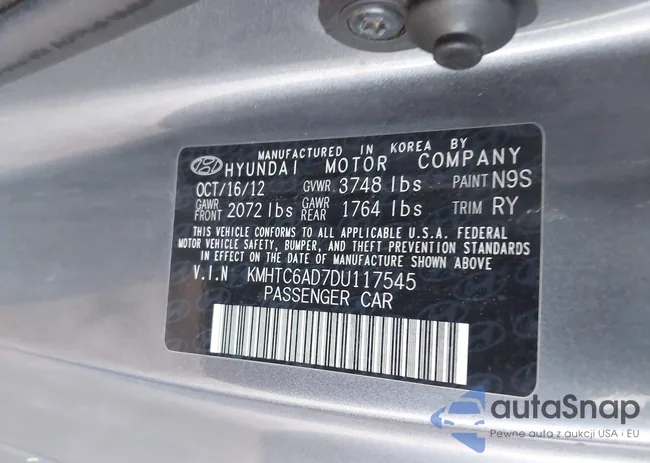 MANUFACTURED IN KOREA BY
HYUNDAI MOTOR COMPANY
OCT/16/12 GVWR 3748 lbs PAINT N9S
GAWR FRONT 2072 lbs GAWR REAR 1764 lbs TRIM RY
THIS VEHICLE CONFORMS TO ALL APPLICABLE U.S.A. FEDERAL
MOTOR VEHICLE SAFETY, BUMPER, AND THEFT PREVENTION STANDARDS
IN EFFECT ON THE DATE OF MANUFACTURE SHOWN ABOVE
V.I.N KMHTC6AD7DU117545
PASSENGER CAR
autaSnap
Pewne auta z aukcji USA i EU